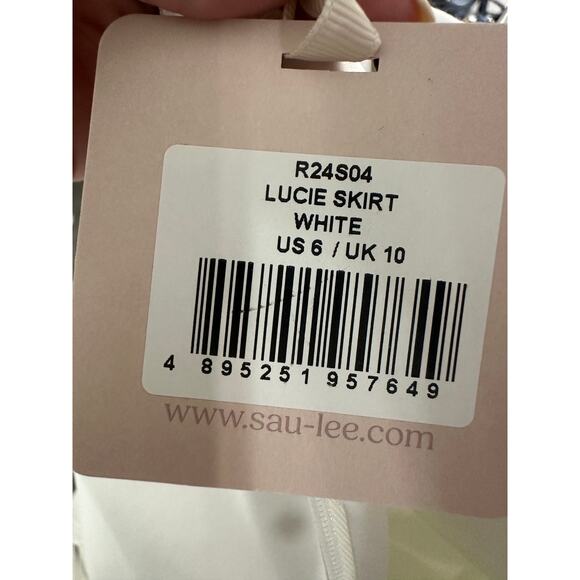 R24S04
LUCIE SKIRT
WHITE
US 6 / UK 10
4 895251 957649
www.sau-lee.com